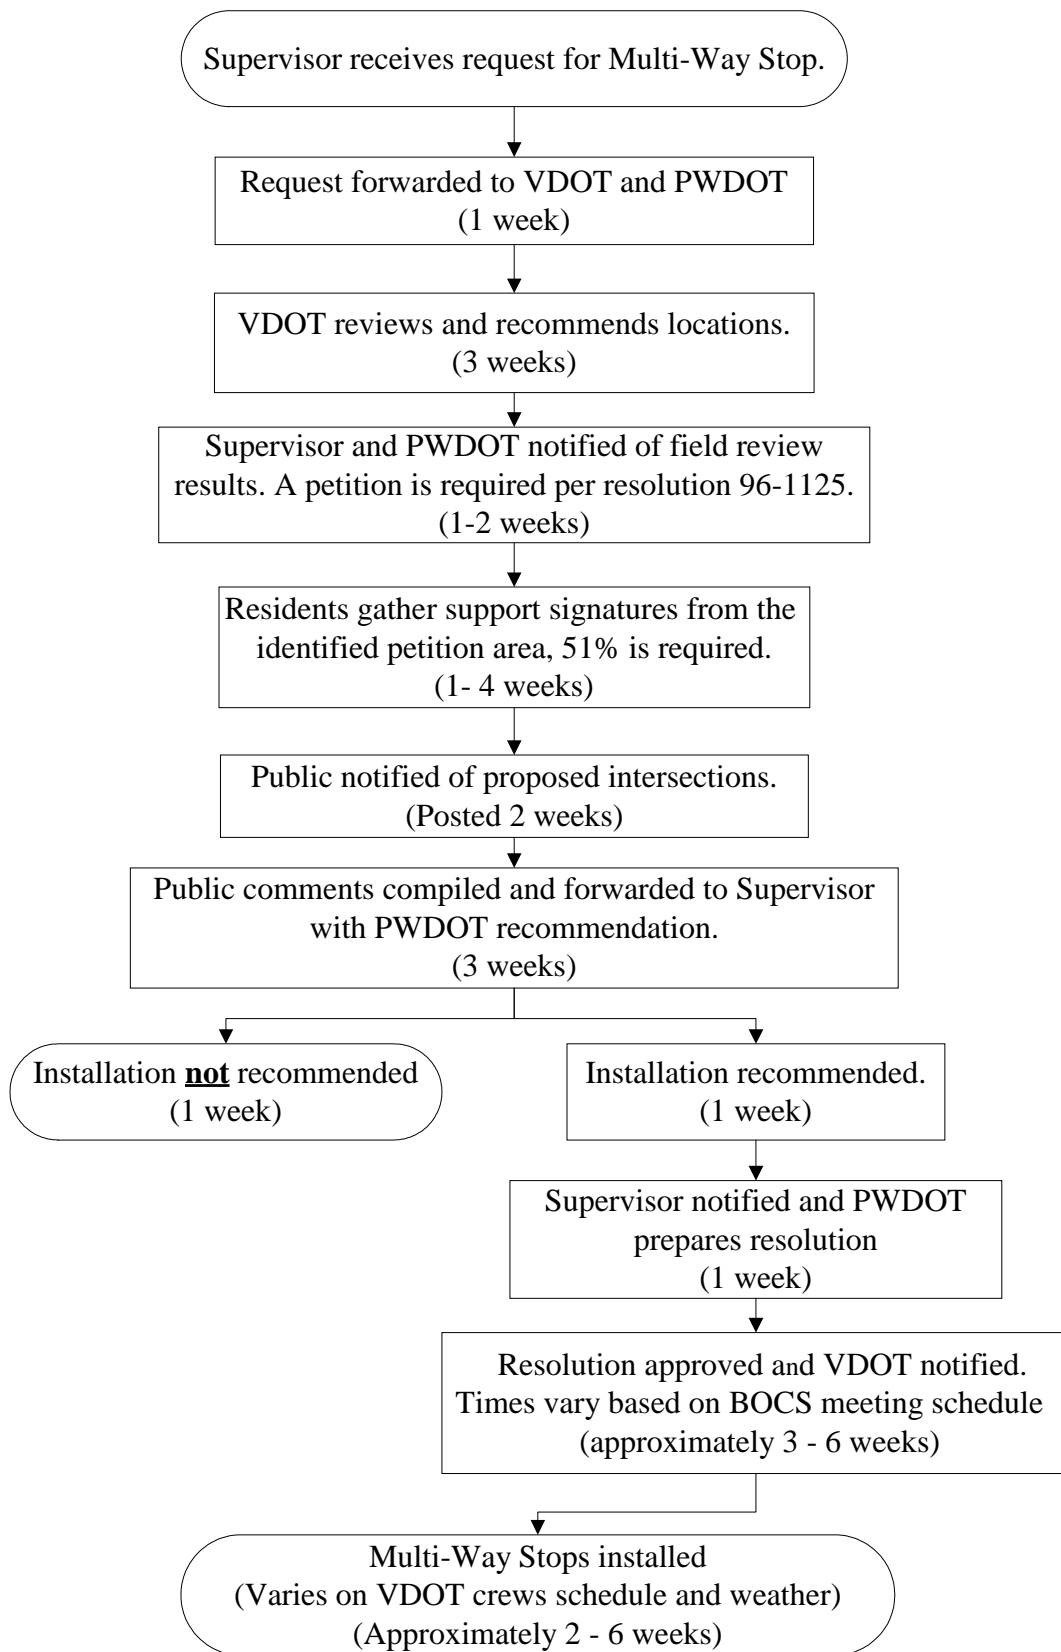 Supervisor receives request for Multi-Way Stop.
Request forwarded to VDOT and PWDOT
(1 week)
VDOT reviews and recommends locations.
(3 weeks)
Supervisor and PWDOT notified of field review
results. A petition is required per resolution 96-1125.
(1-2 weeks)
Residents gather support signatures from the
identified petition area, 51% is required.
(1- 4 weeks)
Public notified of proposed intersections.
(Posted 2 weeks)
Public comments compiled and forwarded to Supervisor
with PWDOT recommendation.
(3 weeks)
Installation not recommended
(1 week)
Installation recommended.
(1 week)
Supervisor notified and PWDOT
prepares resolution
(1 week)
Resolution approved and VDOT notified.
Times vary based on BOCS meeting schedule
(approximately 3 - 6 weeks)
Multi-Way Stops installed
(Varies on VDOT crews schedule and weather)
(Approximately 2 - 6 weeks)